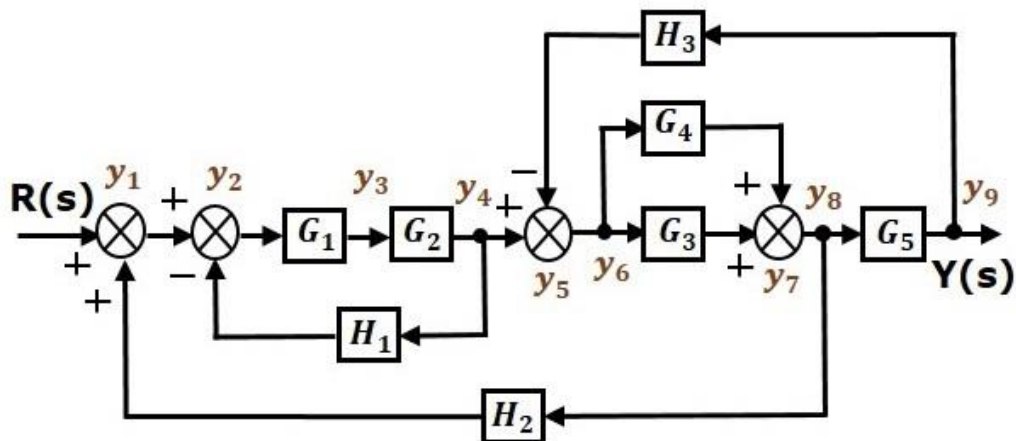 H₃
G₄
y₁ y₂ y₃ y₄ y₈ y₉
R(s) + + + − +
G₁ G₂ G₃ G₅
+ − y₅ y₆ + y₇ Y(s)
+
H₁
H₂